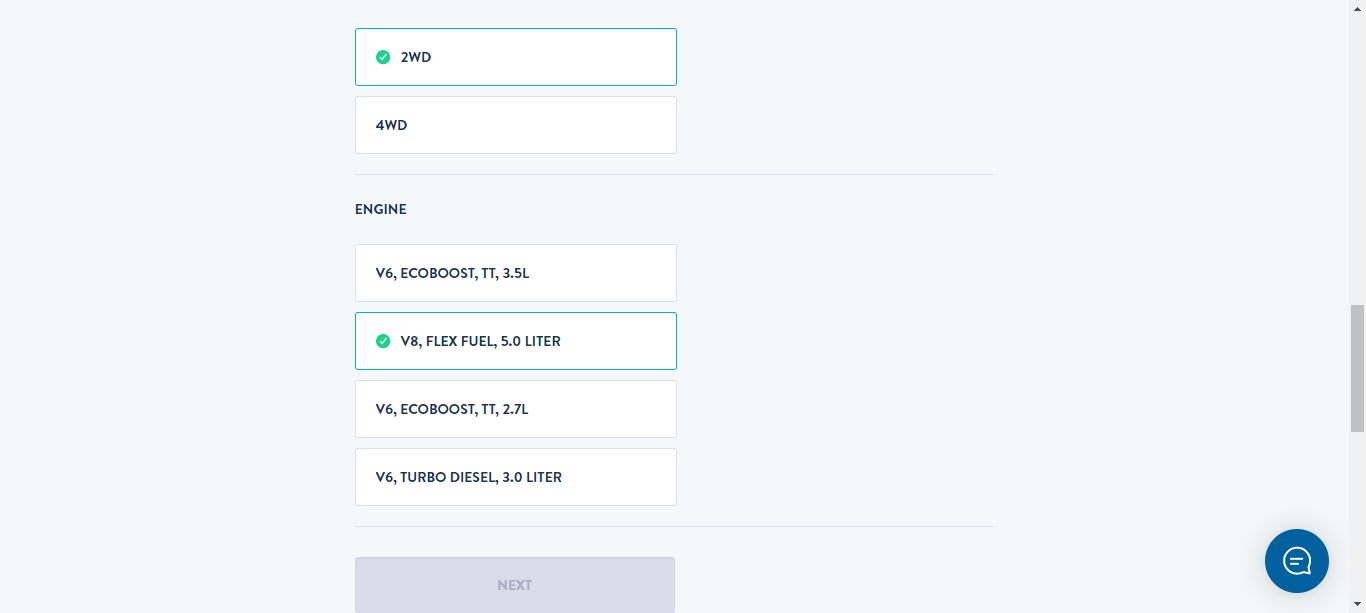 2WD
4WD
ENGINE
V6, ECOBOOST, TT, 3.5L
V8, FLEX FUEL, 5.0 LITER
V6, ECOBOOST, TT, 2.7L
V6, TURBO DIESEL, 3.0 LITER
NEXT